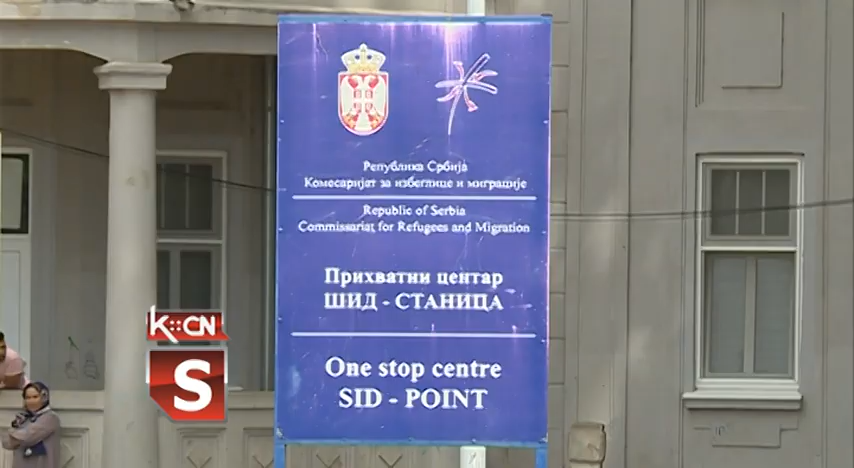 Република Србија
Комесаријат за избеглице и миграције
Republic of Serbia
Commissariat for Refugees and Migration
Прихватни центар
ШИД - СТАНИЦА
One stop centre
SID - POINT
K::CN
S